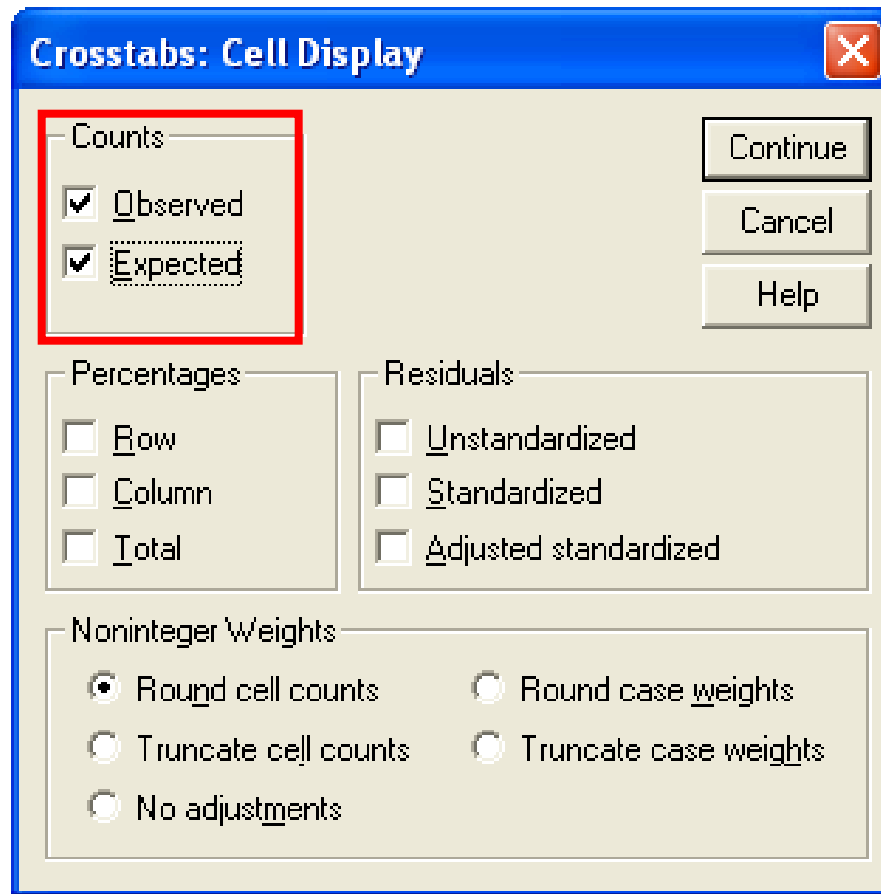 Crosstabs: Cell Display
Counts
Observed
Expected
Continue
Cancel
Help
Percentages
Row
Column
Total
Residuals
Unstandardized
Standardized
Adjusted standardized
Noninteger Weights
Round cell counts
Round case weights
Truncate cell counts
Truncate case weights
No adjustments